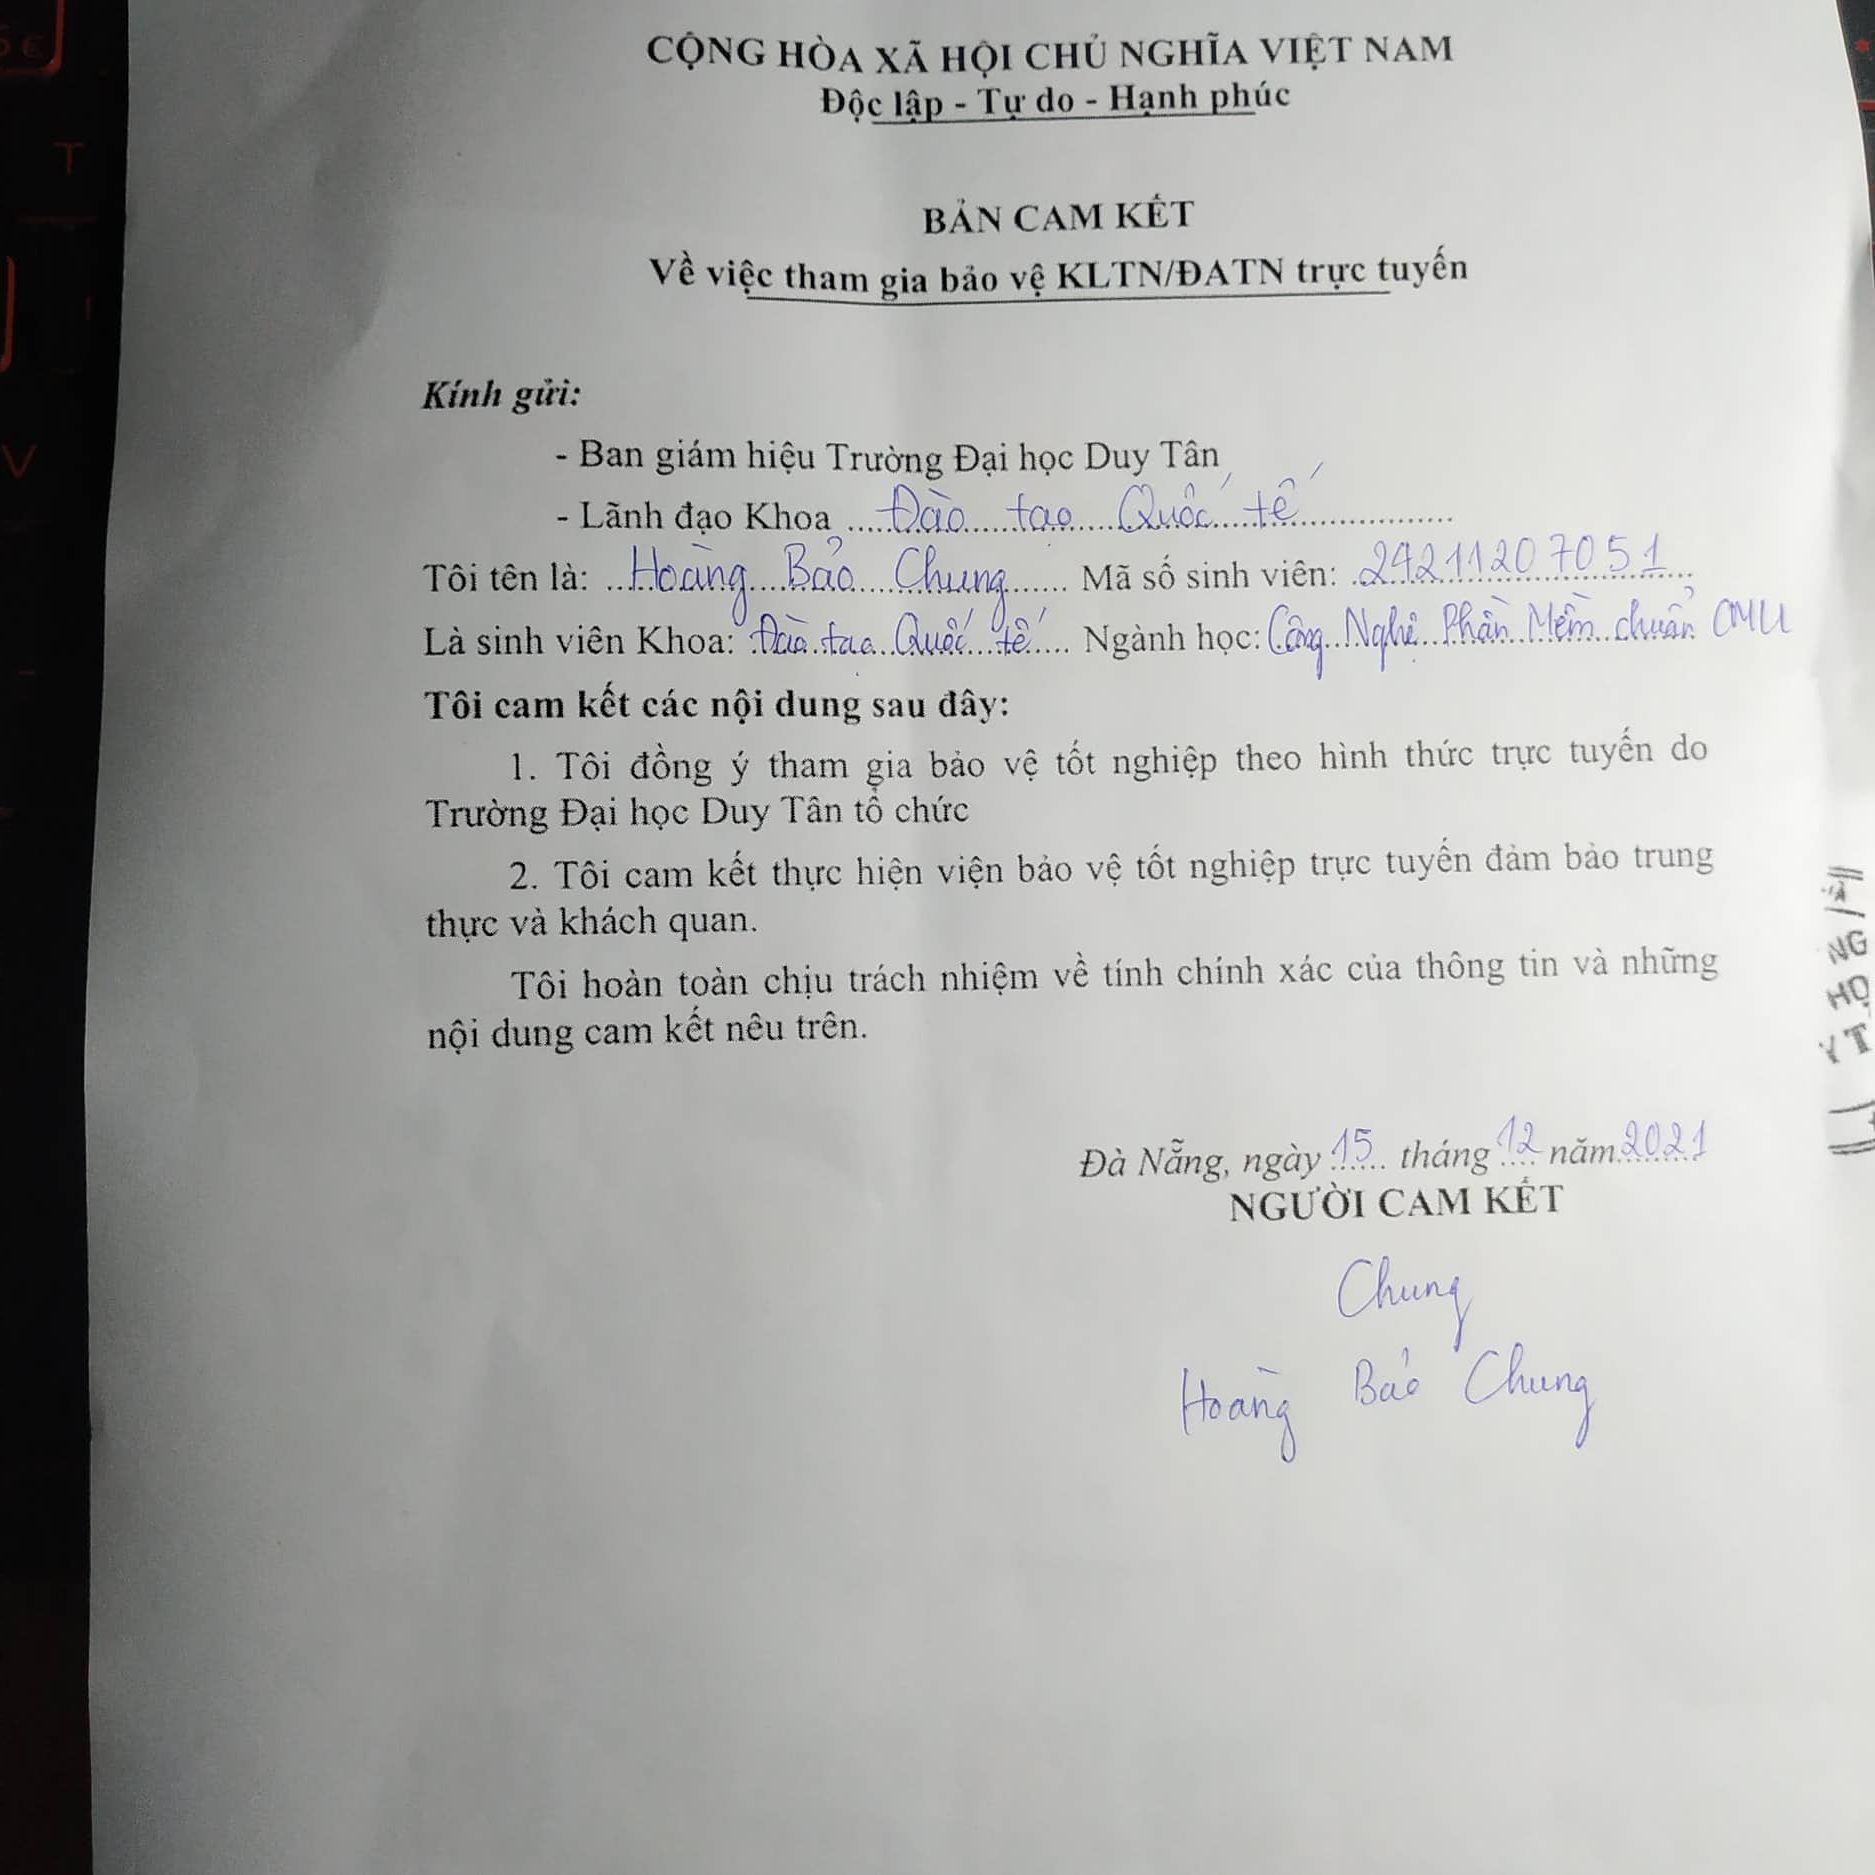 CỘNG HÒA XÃ HỘI CHỦ NGHĨA VIỆT NAM
Độc lập - Tự do - Hạnh phúc
BẢN CAM KẾT
Về việc tham gia bảo vệ KLTN/ĐATN trực tuyến
Kính gửi:
- Ban giám hiệu Trường Đại học Duy Tân
- Lãnh đạo Khoa Đào tạo Quốc tế
Tôi tên là: Hoàng Bảo Chung Mã số sinh viên: 24211207051
Là sinh viên Khoa: Đào tạo Quốc tế Ngành học: Công Nghệ Phần Mềm chuẩn CMU
Tôi cam kết các nội dung sau đây:
1. Tôi đồng ý tham gia bảo vệ tốt nghiệp theo hình thức trực tuyến do
Trường Đại học Duy Tân tổ chức
2. Tôi cam kết thực hiện viện bảo vệ tốt nghiệp trực tuyến đảm bảo trung
thực và khách quan.
Tôi hoàn toàn chịu trách nhiệm về tính chính xác của thông tin và những
nội dung cam kết nêu trên.
Đà Nẵng, ngày 15 tháng 12 năm 2021
NGƯỜI CAM KẾT
Chung
Hoàng Bảo Chung
NG
HỌ
Y T
T
V